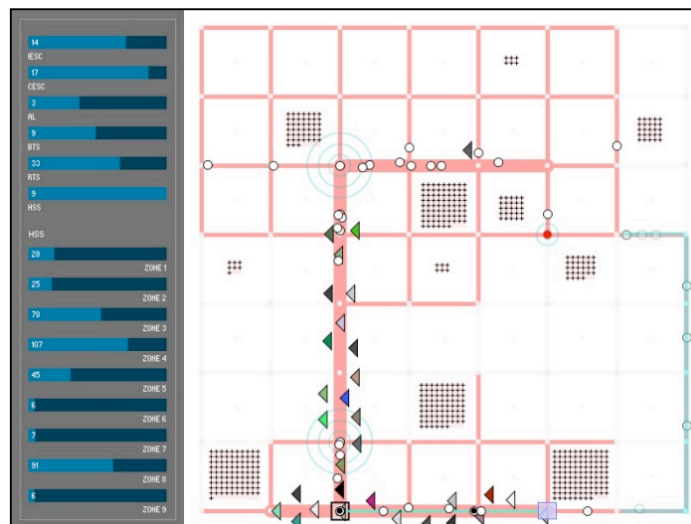 14
IESC
17
CESC
3
AL
9
BTS
33
RTS
9
HSS
HSS
28
ZONE 1
25
ZONE 2
78
ZONE 3
107
ZONE 4
45
ZONE 5
6
ZONE 6
7
ZONE 7
91
ZONE 8
6
ZONE 9